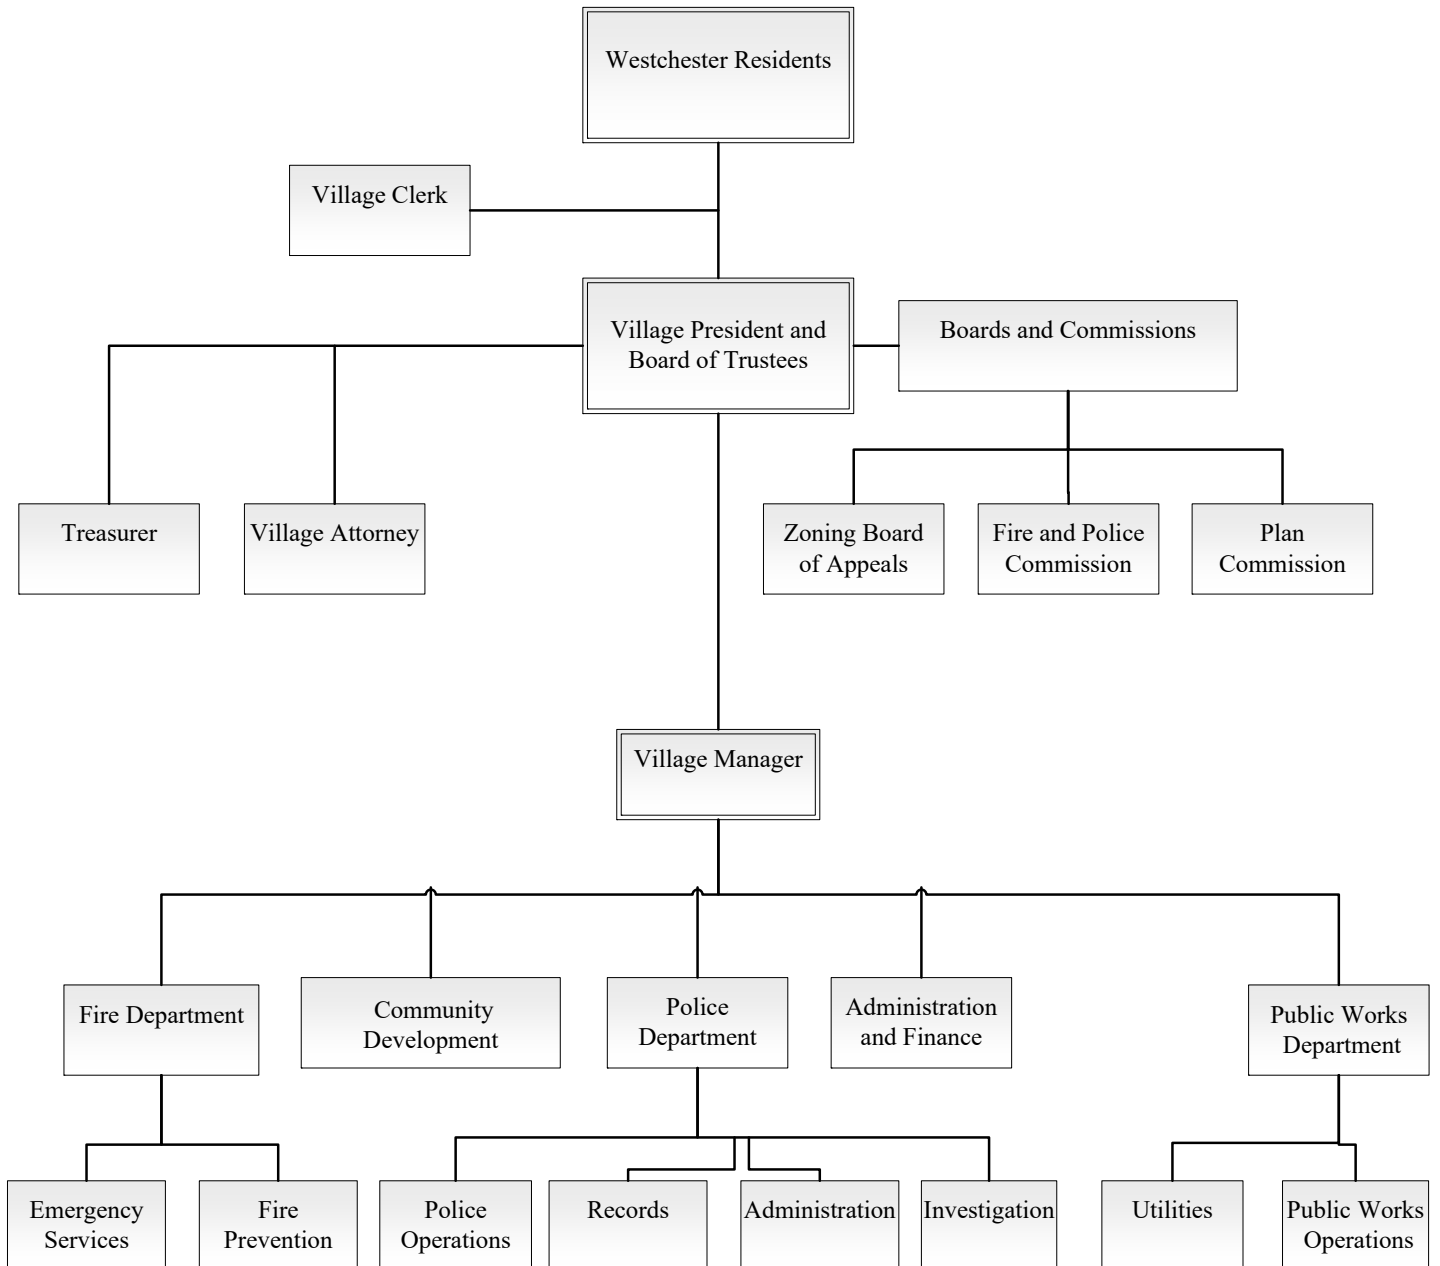 Westchester Residents
Village Clerk
Village President and
Board of Trustees
Boards and Commissions
Treasurer
Village Attorney
Zoning Board
of Appeals
Fire and Police
Commission
Plan
Commission
Village Manager
Fire Department
Community
Development
Police
Department
Administration
and Finance
Public Works
Department
Emergency
Services
Fire
Prevention
Police
Operations
Records
Administration
Investigation
Utilities
Public Works
Operations